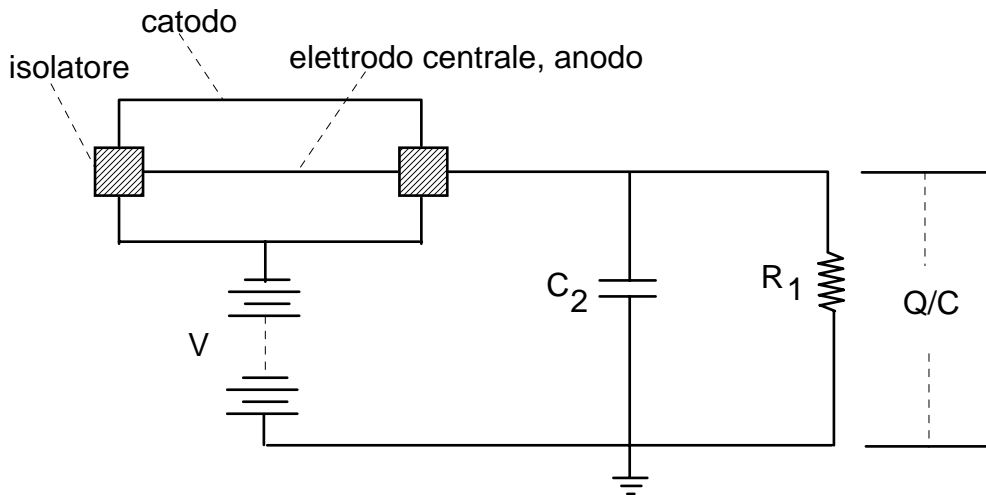 catodo
isolatore
elettrodo centrale, anodo
C2
R1
Q/C
V